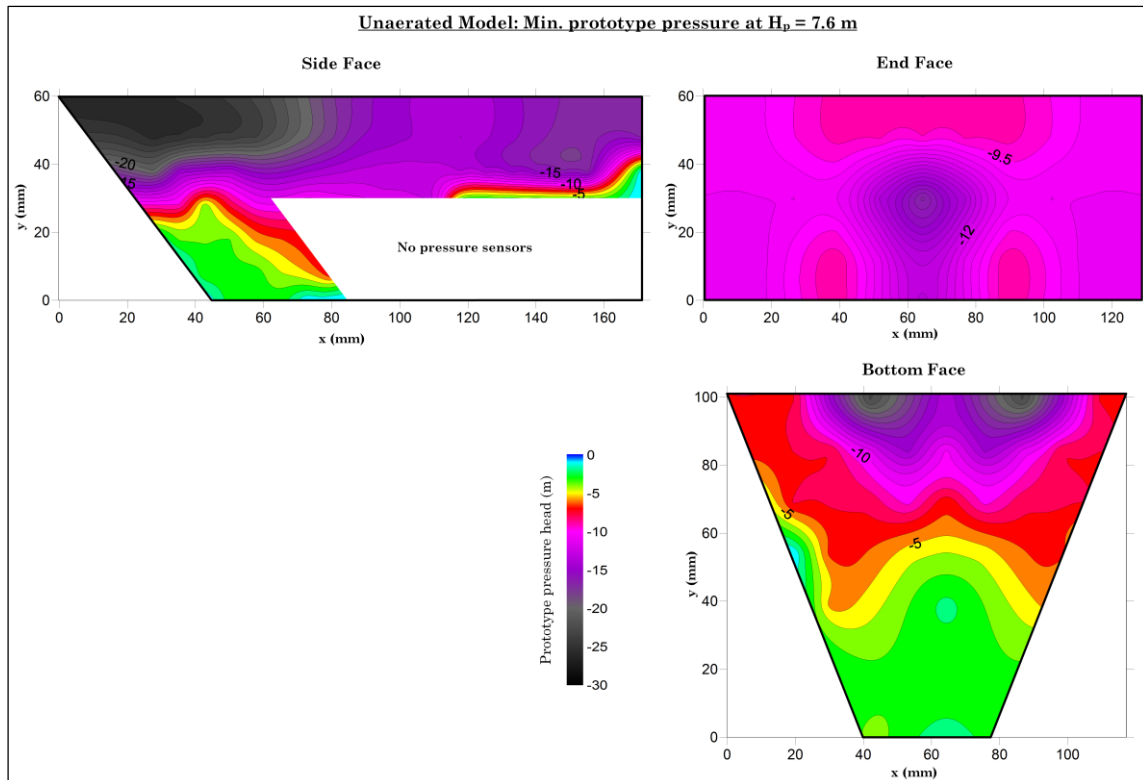 Unaerated Model: Min. prototype pressure at Hₚ = 7.6 m
Side Face
60
40
20
0
y (mm)
-20
-15
-15
-10
-5
No pressure sensors
0 20 40 60 80 100 120 140 160
x (mm)
End Face
60
40
20
0
y (mm)
-9.5
-12
0 20 40 60 80 100 120
x (mm)
Bottom Face
100
80
60
40
20
0
y (mm)
-10
-5
-5
0 20 40 60 80 100
x (mm)
Prototype pressure head (m)
0
-5
-10
-15
-20
-25
-30